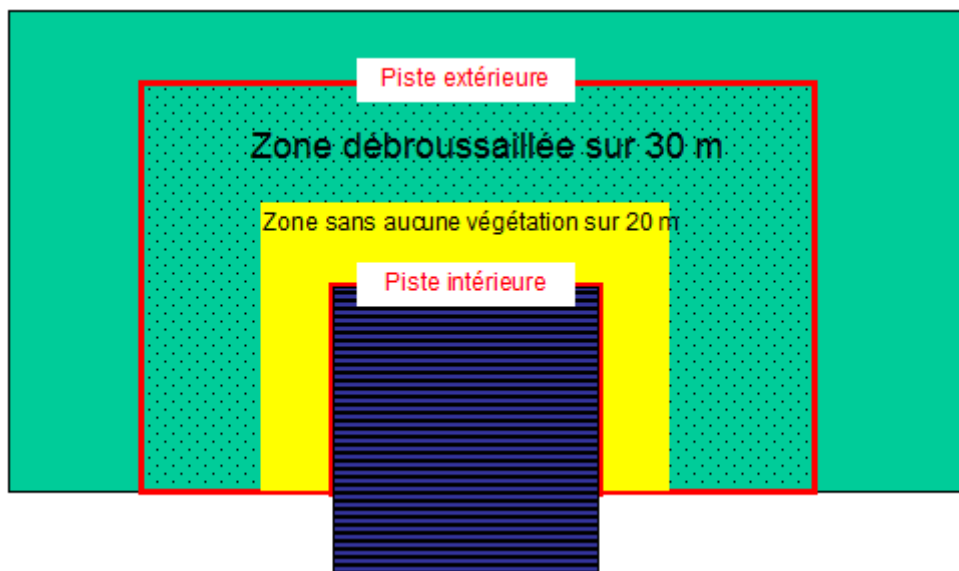 Piste extérieure
Zone débroussaillée sur 30 m
Zone sans aucune végétation sur 20 m
Piste intérieure